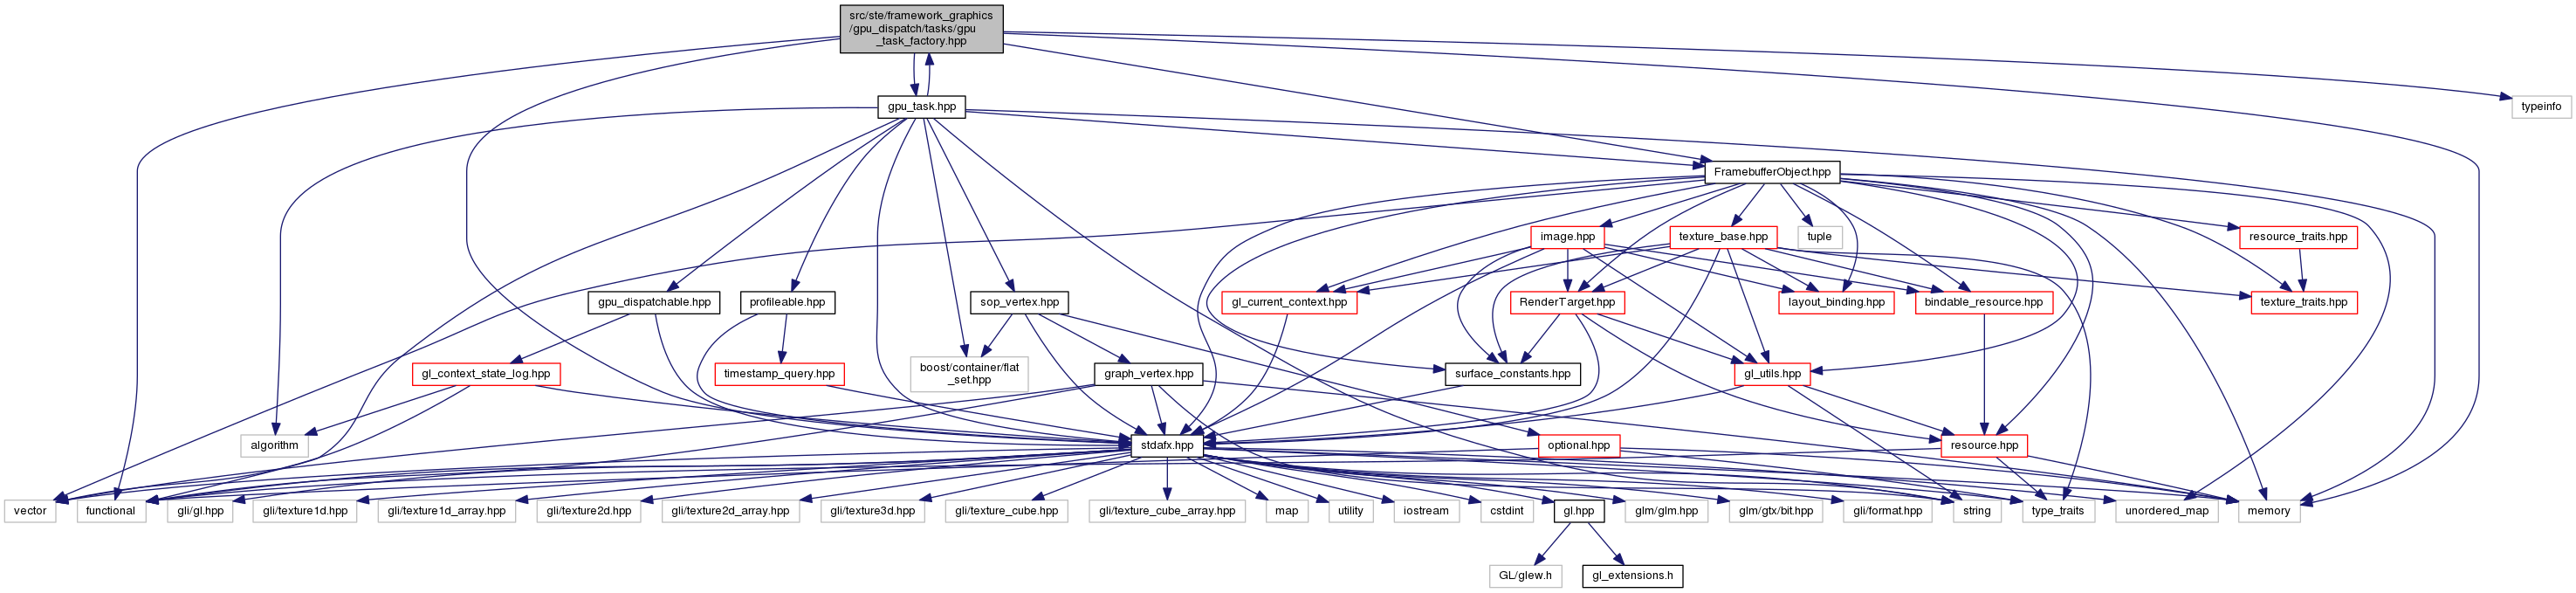 src/ste/framework_graphics
/gpu_dispatch/tasks/gpu
_task_factory.hpp
gpu_task.hpp
typeinfo
FramebufferObject.hpp
image.hpp
texture_base.hpp
tuple
resource_traits.hpp
gpu_dispatchable.hpp
profileable.hpp
sop_vertex.hpp
gl_current_context.hpp
RenderTarget.hpp
layout_binding.hpp
bindable_resource.hpp
texture_traits.hpp
gl_context_state_log.hpp
timestamp_query.hpp
boost/container/flat
_set.hpp
graph_vertex.hpp
surface_constants.hpp
gl_utils.hpp
algorithm
stdafx.hpp
optional.hpp
resource.hpp
vector
functional
gli/gl.hpp
gli/texture1d.hpp
gli/texture1d_array.hpp
gli/texture2d.hpp
gli/texture2d_array.hpp
gli/texture3d.hpp
gli/texture_cube.hpp
gli/texture_cube_array.hpp
map
utility
iostream
cstdint
gl.hpp
glm/glm.hpp
glm/gtx/bit.hpp
gli/format.hpp
string
type_traits
unordered_map
memory
GL/glew.h
gl_extensions.h